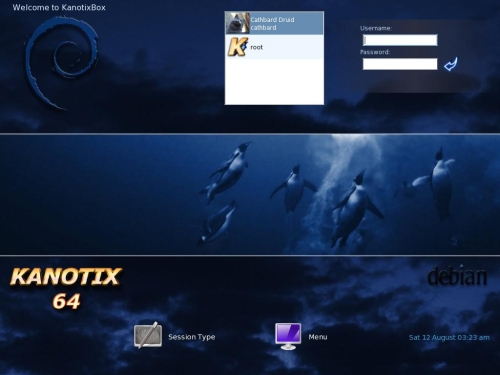 Welcome to KanotixBox
Cathbard Druid
cathbard
root
Username:
Password:
KANOTIX
64
debian
Session Type
Menu
Sat 12 August 03:23 am